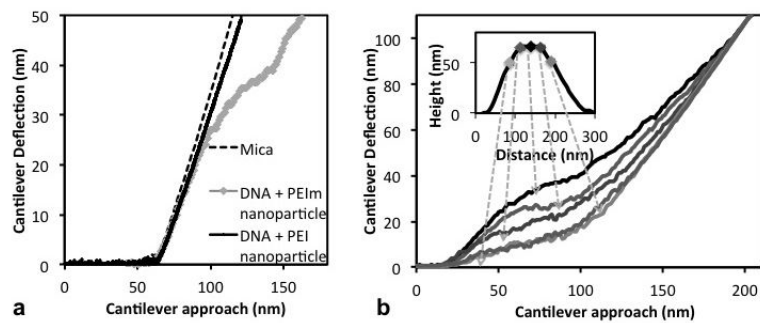 50
40
30
20
10
0
Cantilever Deflection (nm)
Mica
DNA + PEIm
nanoparticle
DNA + PEI
nanoparticle
0
50
100
150
Cantilever approach (nm)
a
100
80
60
40
20
0
Cantilever Deflection (nm)
50
0
Height (nm)
0
100
200
300
Distance (nm)
0
50
100
150
200
Cantilever approach (nm)
b